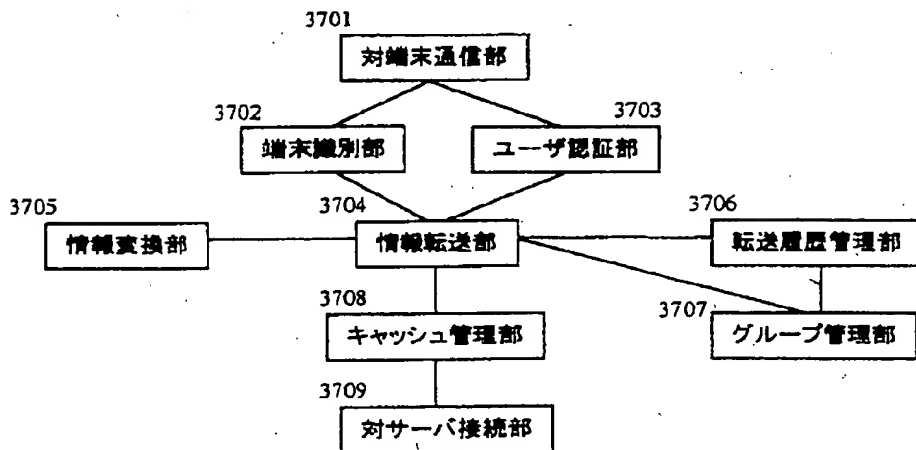 3701
対端末通信部
3702
端末識別部
3703
ユーザ認証部
3704
情報転送部
3705
情報変換部
3706
転送履歴管理部
3707
グループ管理部
3708
キャッシュ管理部
3709
対サーバ接続部